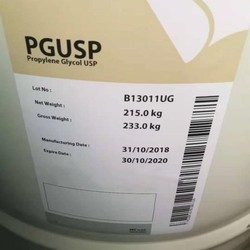 PGUSP
Propylene Glycol USP
Lot No : B13011UG
Net Weight : 215.0 kg
Gross Weight : 233.0 kg
Manufacturing Date : 31/10/2018
Expire Date : 30/10/2020